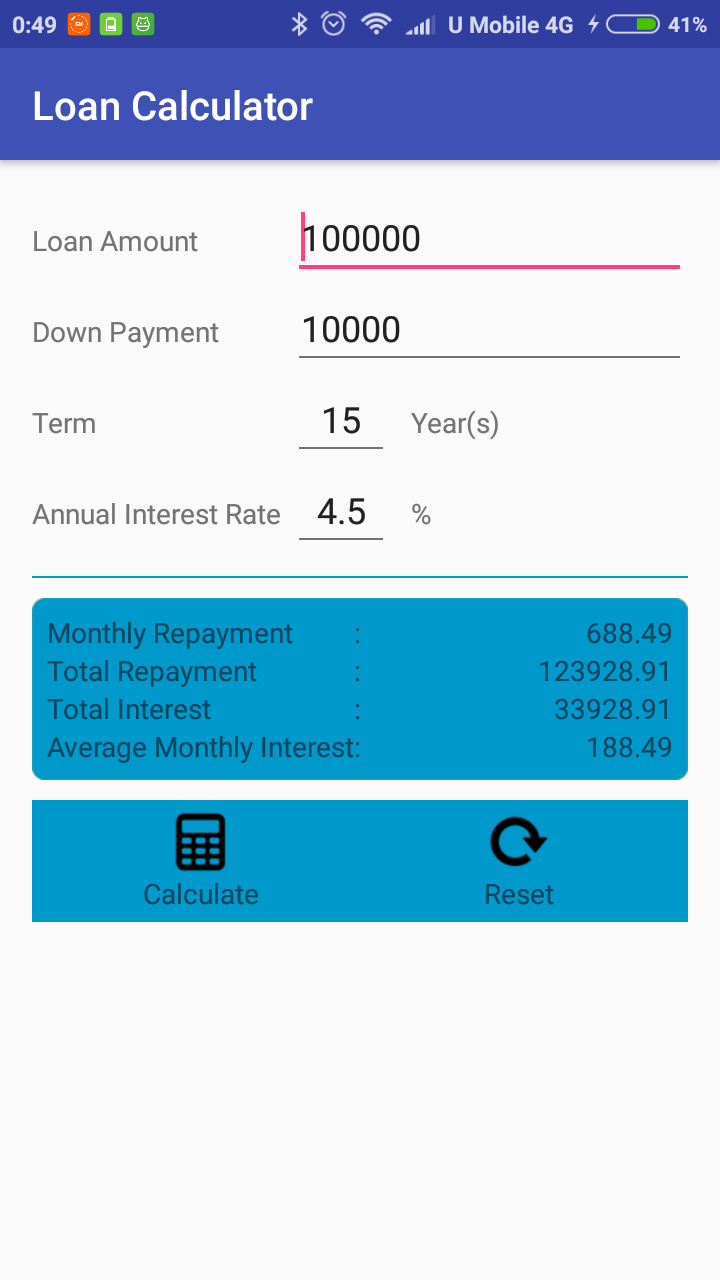 0:49 U Mobile 4G 41%
Loan Calculator
Loan Amount 100000
Down Payment 10000
Term 15 Year(s)
Annual Interest Rate 4.5 %
Monthly Repayment : 688.49
Total Repayment : 123928.91
Total Interest : 33928.91
Average Monthly Interest: 188.49
Calculate Reset